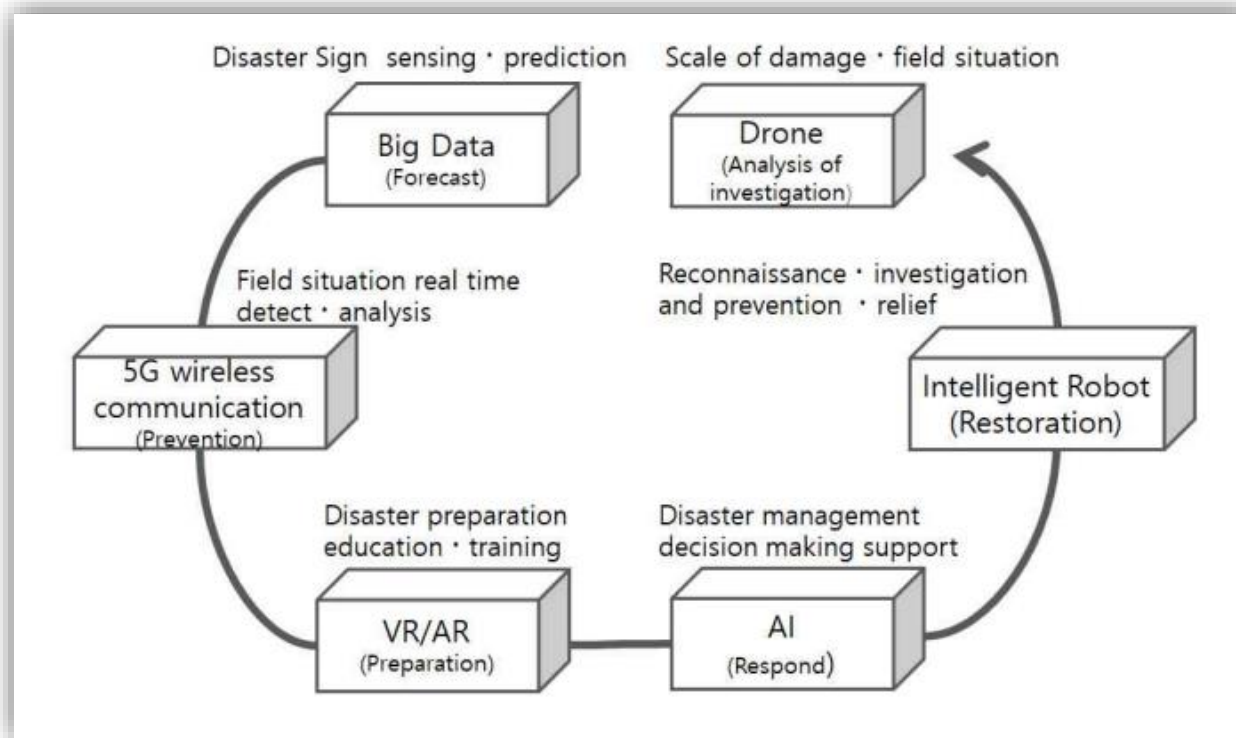 Disaster Sign sensing · prediction
Big Data
(Forecast)
Scale of damage · field situation
Drone
(Analysis of
investigation)
Field situation real time
detect · analysis
5G wireless
communication
(Prevention)
Reconnaissance · investigation
and prevention · relief
Intelligent Robot
(Restoration)
Disaster preparation
education · training
VR/AR
(Preparation)
Disaster management
decision making support
AI
(Respond)